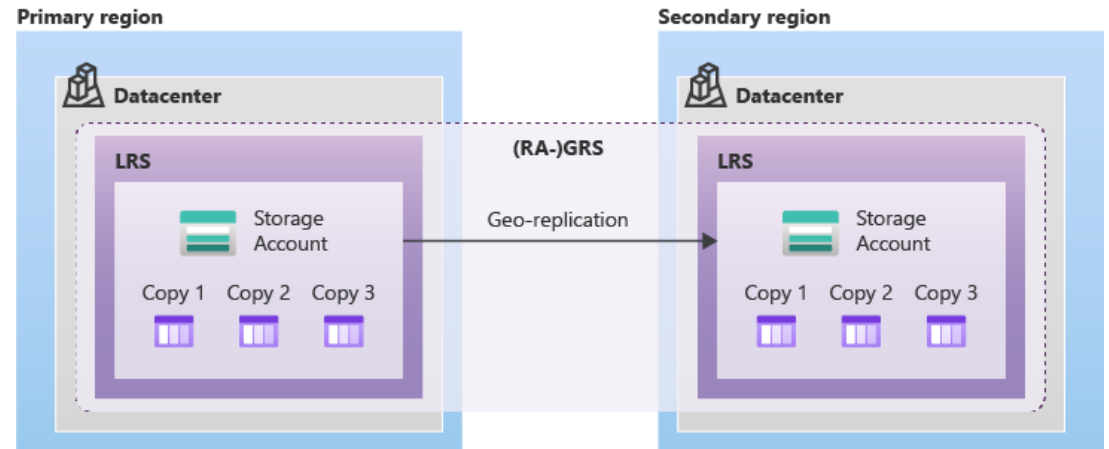 Primary region
Secondary region
Datacenter
Datacenter
(RA-)GRS
LRS
LRS
Storage
Account
Geo-replication
Storage
Account
Copy 1 Copy 2 Copy 3
Copy 1 Copy 2 Copy 3